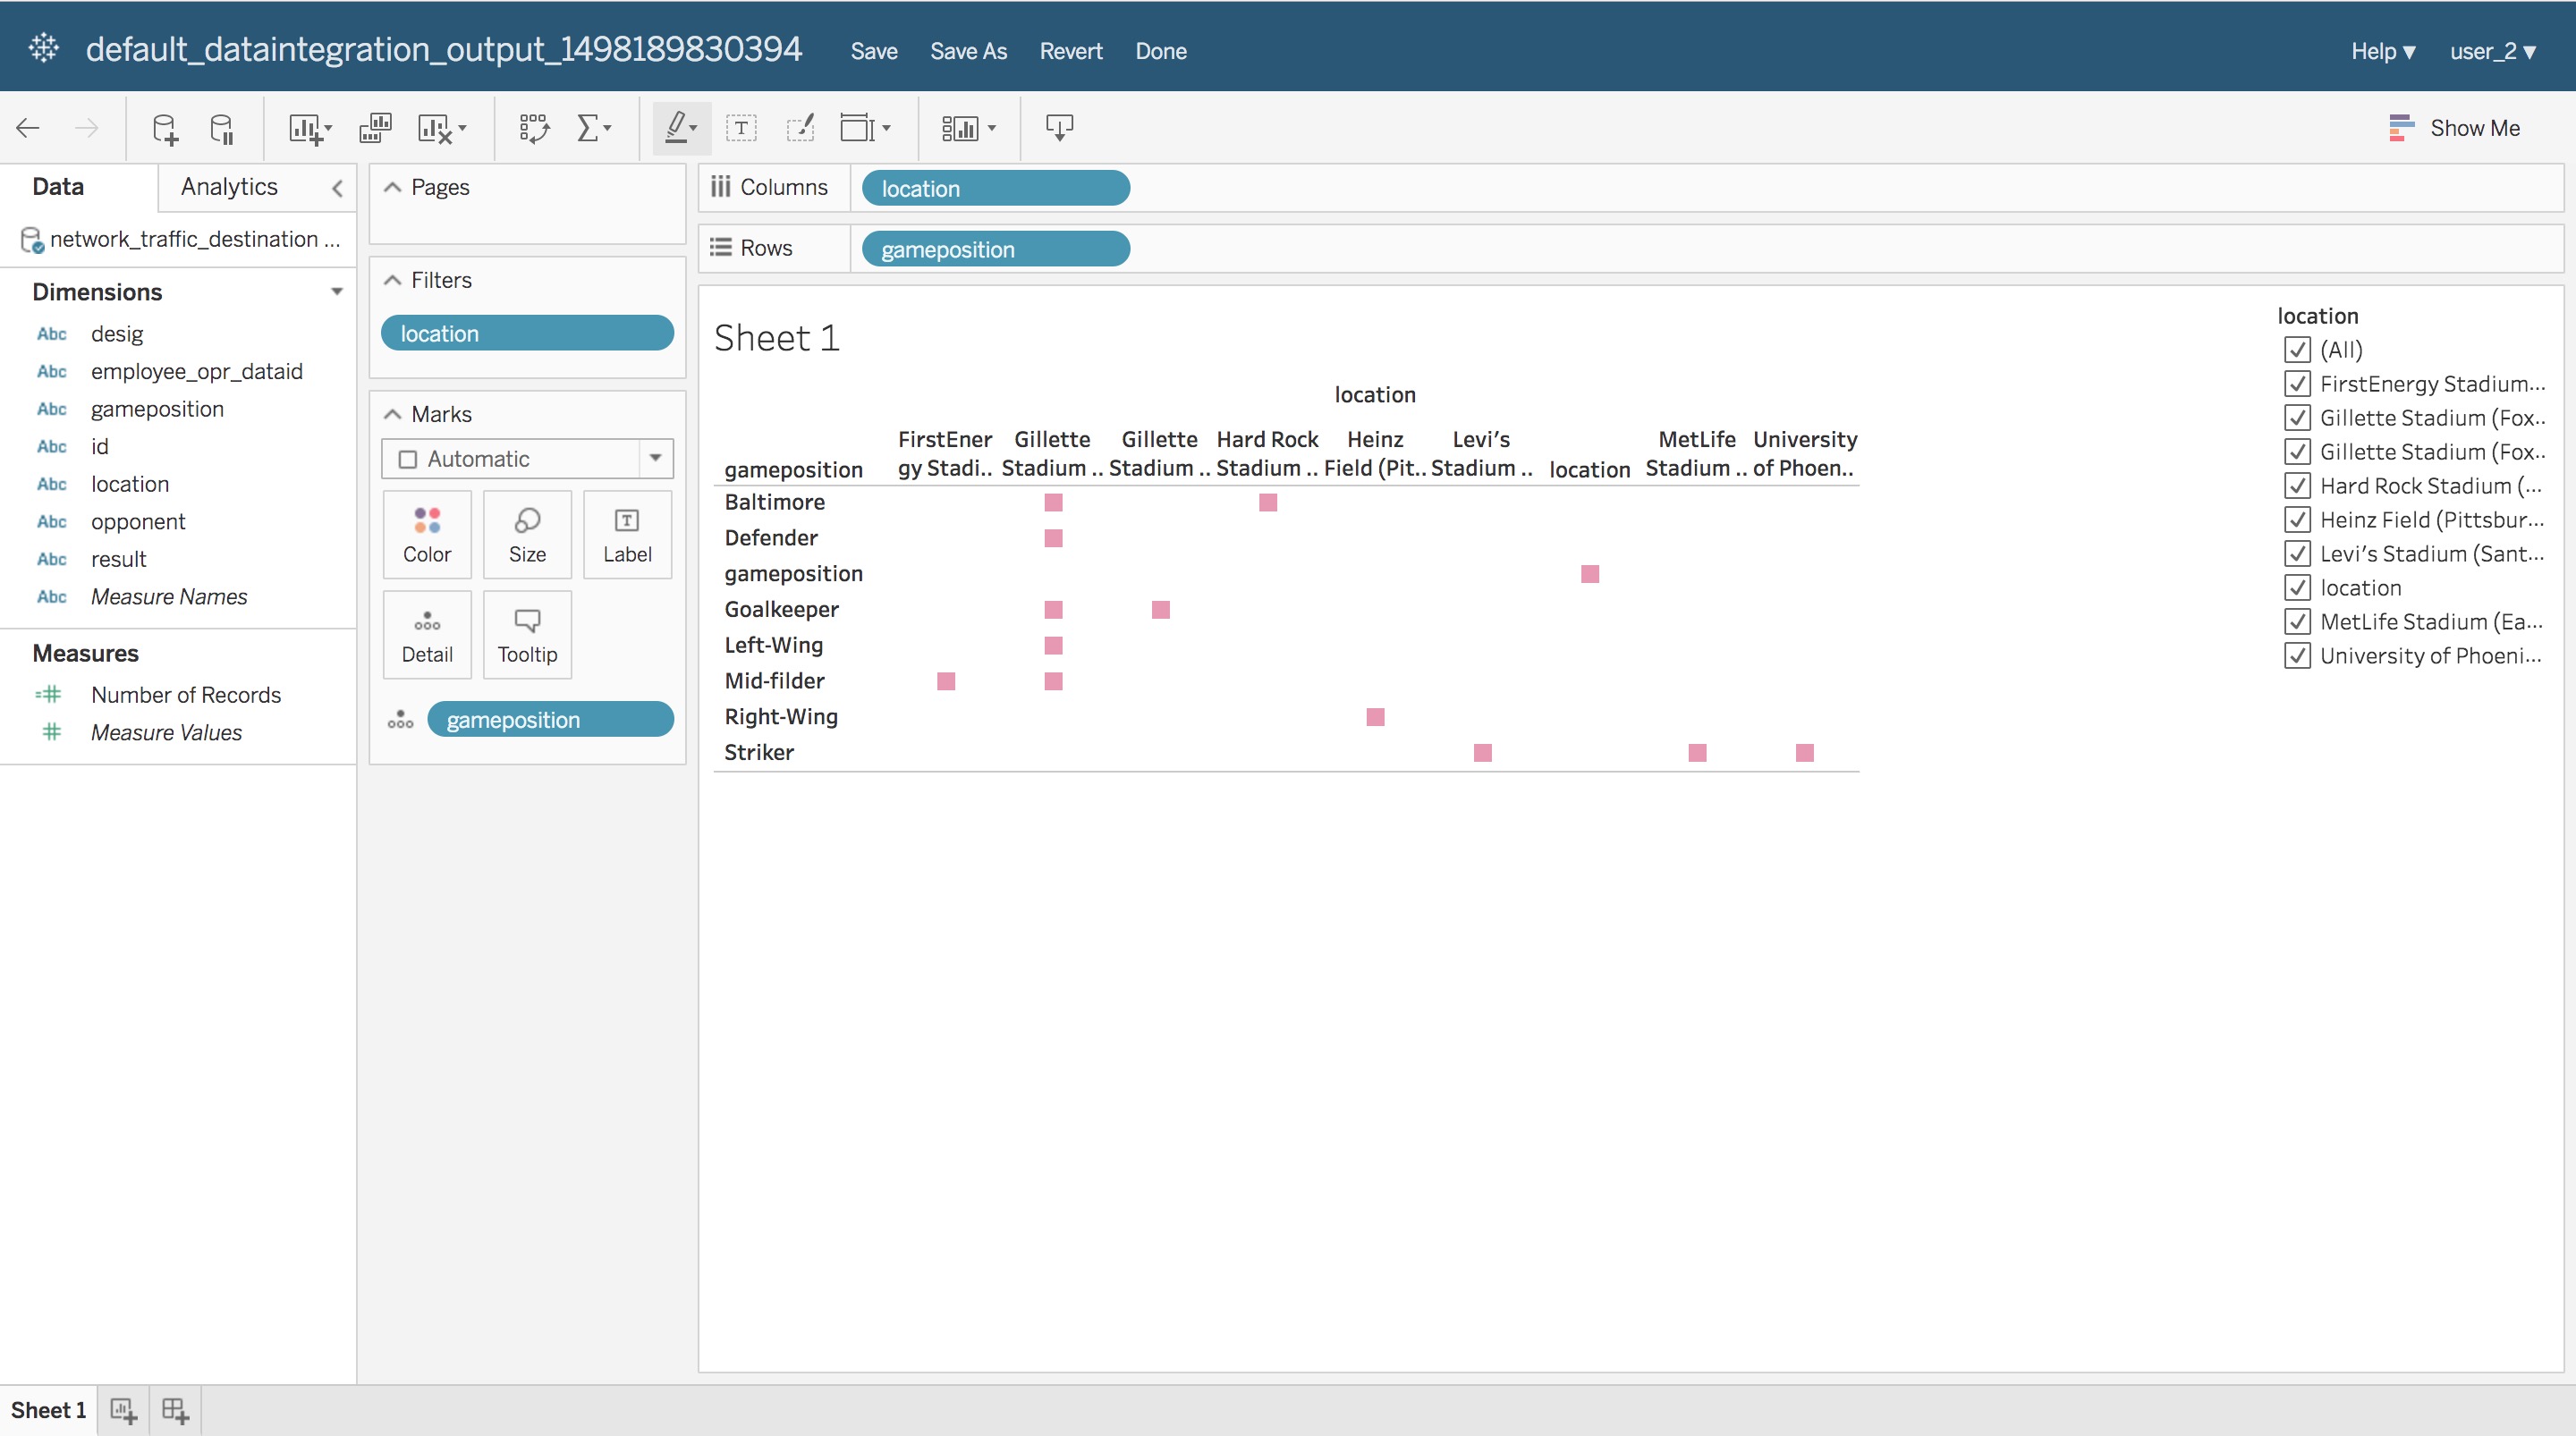 default_dataintegration_output_1498189830394 Save Save As Revert Done Help ▾ user_2 ▾
Show Me
Data Analytics
network_traffic_destination ...
Dimensions
Abc desig
Abc employee_opr_dataid
Abc gameposition
Abc id
Abc location
Abc opponent
Abc result
Abc Measure Names
Measures
=# Number of Records
# Measure Values
Pages
Filters
location
Marks
Automatic
Color Size T Label
Detail Tooltip
gameposition
Columns location
Rows gameposition
Sheet 1
location
FirstEner Gillette Gillette Hard Rock Heinz Levi's MetLife University
gameposition gy Stadi.. Stadium .. Stadium .. Stadium .. Field (Pit.. Stadium .. location Stadium .. of Phoen..
Baltimore
Defender
gameposition
Goalkeeper
Left-Wing
Mid-filder
Right-Wing
Striker
location
(All)
FirstEnergy Stadium...
Gillette Stadium (Fox..
Gillette Stadium (Fox..
Hard Rock Stadium (...
Heinz Field (Pittsbur...
Levi's Stadium (Sant...
location
MetLife Stadium (Ea...
University of Phoeni...
Sheet 1